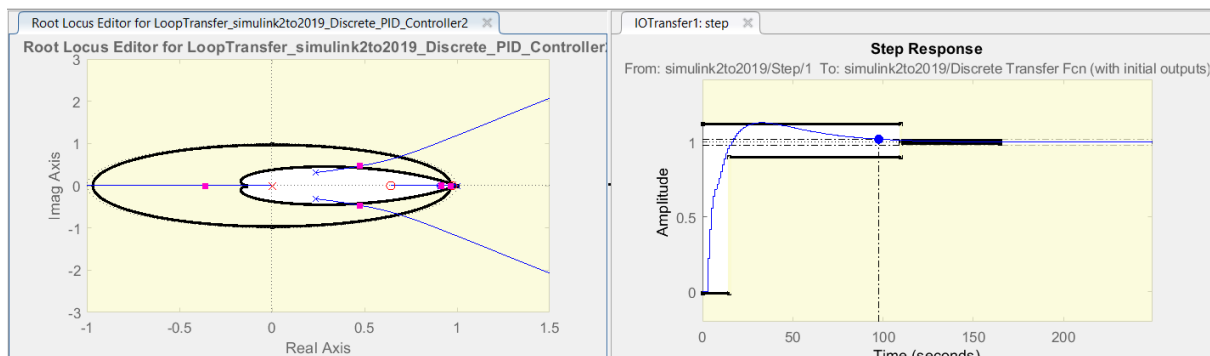 Root Locus Editor for LoopTransfer_simulink2to2019_Discrete_PID_Controller2
Root Locus Editor for LoopTransfer_simulink2to2019_Discrete_PID_Controller2
3
2
1
0
-1
-2
-3
Imag Axis
-1
-0.5
0
0.5
1
1.5
Real Axis
IOTransfer1: step
Step Response
From: simulink2to2019/Step/1 To: simulink2to2019/Discrete Transfer Fcn (with initial outputs)
1
0.5
0
Amplitude
0
50
100
150
200
Time (seconds)